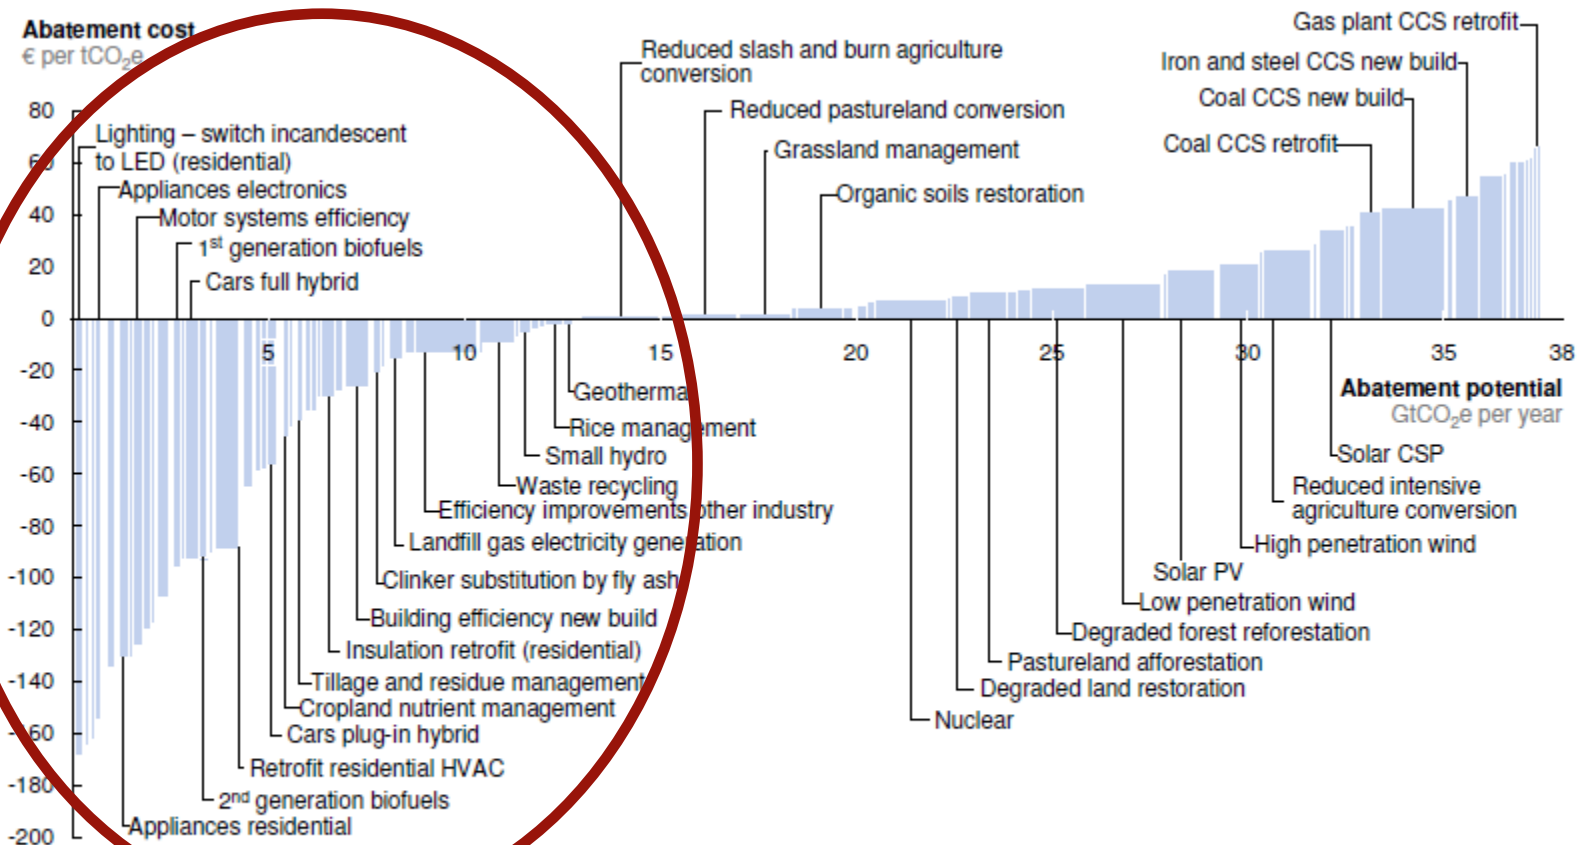 Abatement cost
€ per tCO₂e
80
60
40
20
0
-20
-40
-60
-80
-100
-120
-140
-160
-180
-200
Lighting – switch incandescent
to LED (residential)
Appliances electronics
Motor systems efficiency
1st generation biofuels
Cars full hybrid
Reduced slash and burn agriculture
conversion
Reduced pastureland conversion
Grassland management
Organic soils restoration
Gas plant CCS retrofit
Iron and steel CCS new build
Coal CCS new build
Coal CCS retrofit
5
10
15
20
25
30
35
38
Abatement potential
GtCO₂e per year
Geothermal
Rice management
Small hydro
Waste recycling
Efficiency improvements other industry
Landfill gas electricity generation
Clinker substitution by fly ash
Building efficiency new build
Insulation retrofit (residential)
Tillage and residue management
Cropland nutrient management
Cars plug-in hybrid
Retrofit residential HVAC
2nd generation biofuels
Appliances residential
Solar CSP
Reduced intensive
agriculture conversion
High penetration wind
Solar PV
Low penetration wind
Degraded forest reforestation
Pastureland afforestation
Degraded land restoration
Nuclear